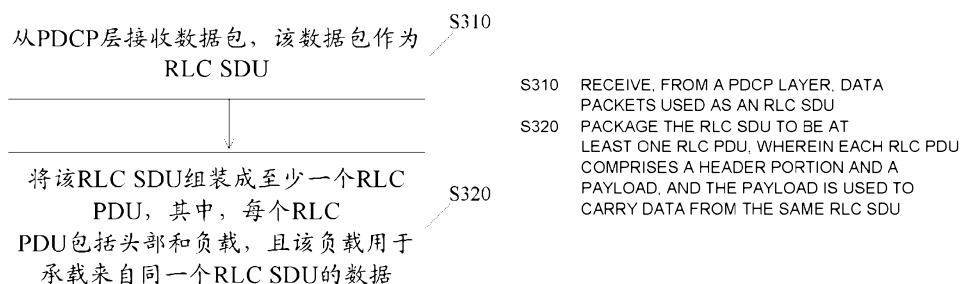 S310
从PDCP层接收数据包，该数据包作为
RLC SDU
将该RLC SDU组装成至少一个RLC
PDU，其中，每个RLC
PDU包括头部和负载，且该负载用于
承载来自同一个RLC SDU的数据
S320
S310 RECEIVE, FROM A PDCP LAYER, DATA
PACKETS USED AS AN RLC SDU
S320 PACKAGE THE RLC SDU TO BE AT
LEAST ONE RLC PDU, WHEREIN EACH RLC PDU
COMPRISES A HEADER PORTION AND A
PAYLOAD, AND THE PAYLOAD IS USED TO
CARRY DATA FROM THE SAME RLC SDU